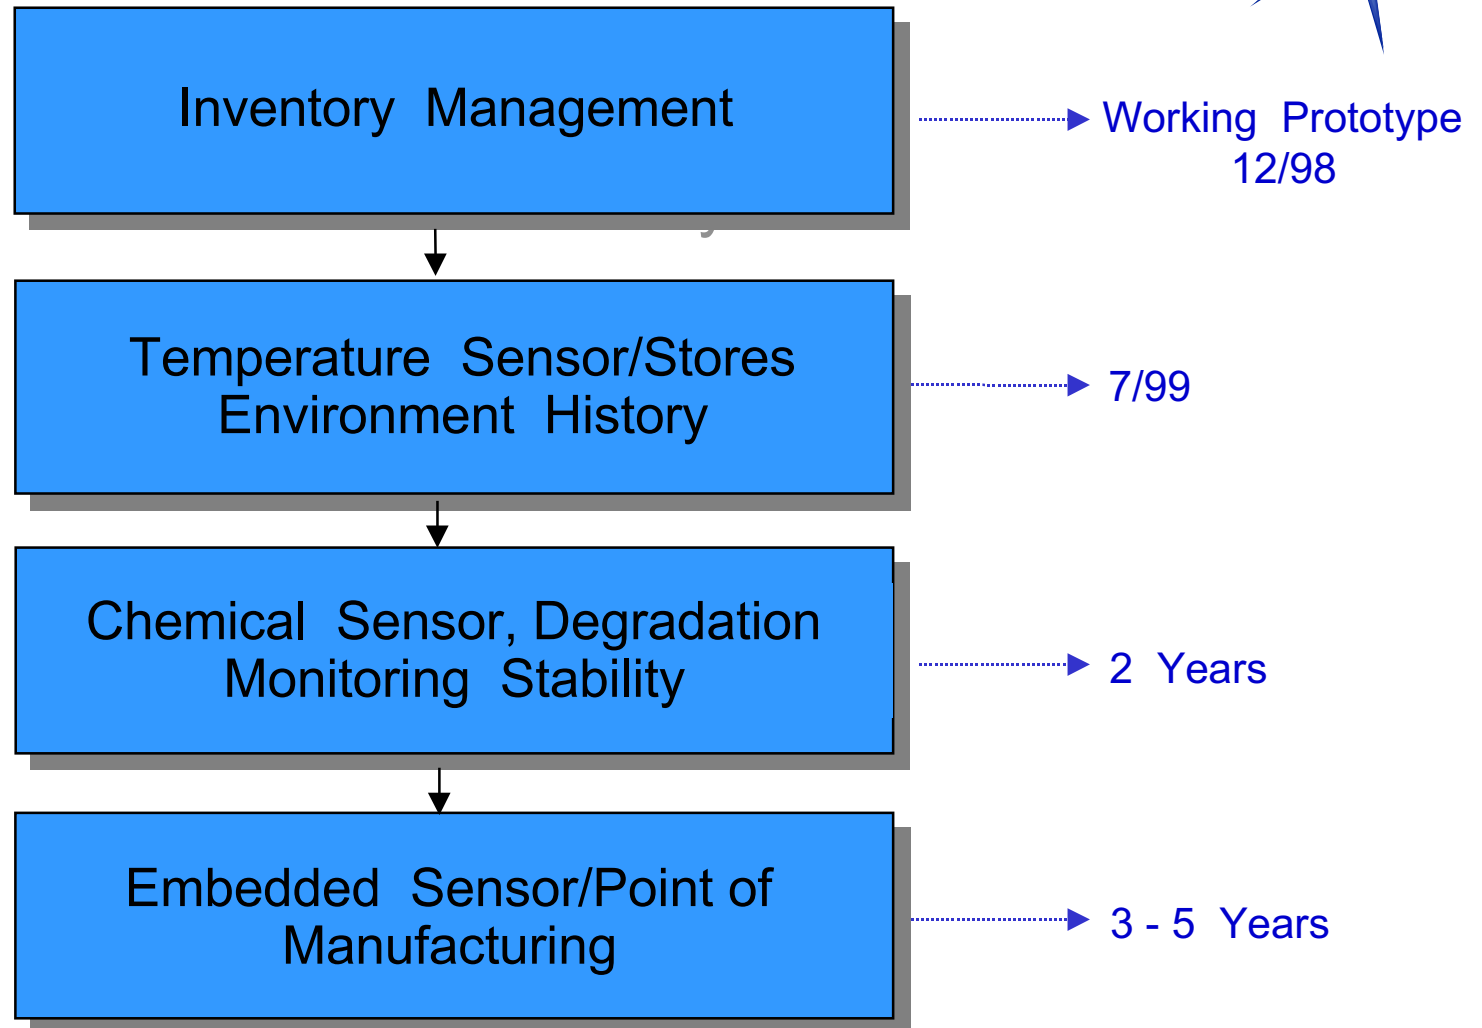 Inventory Management
Working Prototype
12/98
Temperature Sensor/Stores
Environment History
7/99
Chemical Sensor, Degradation
Monitoring Stability
2 Years
Embedded Sensor/Point of
Manufacturing
3 - 5 Years